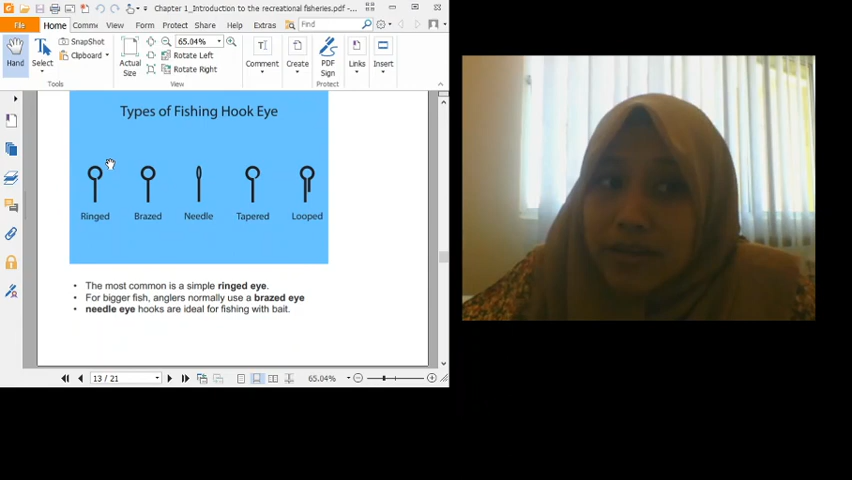 Chapter 1_Introduction to the recreational fisheries.pdf -...
File
Home
Comm
View
Form
Protect
Share
Help
Extras
Find
Hand
Select
SnapShot
Clipboard
Tools
Actual
Size
65.04%
Rotate Left
Rotate Right
View
Comment
Create
PDF
Sign
Protect
Links
Insert
Types of Fishing Hook Eye
Ringed Brazed Needle Tapered Looped
• The most common is a simple ringed eye.
• For bigger fish, anglers normally use a brazed eye
• needle eye hooks are ideal for fishing with bait.
13 / 21
65.04%